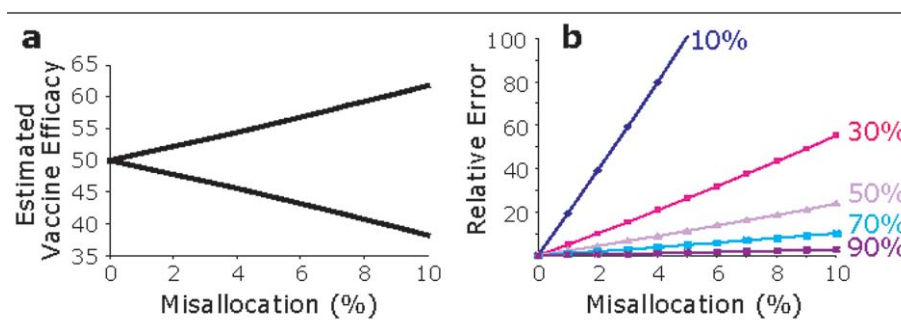 a
Estimated
Vaccine Efficacy
65
60
55
50
45
40
35
0 2 4 6 8 10
Misallocation (%)
b
Relative Error
100
80
60
40
20
0 2 4 6 8 10
Misallocation (%)
10%
30%
50%
70%
90%